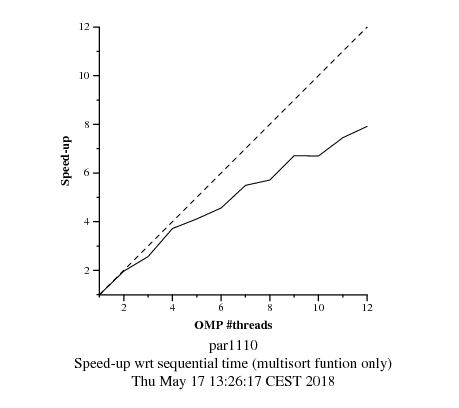 12
10
8
6
4
2
Speed-up
2 4 6 8 10 12
OMP #threads
par1110
Speed-up wrt sequential time (multisort funtion only)
Thu May 17 13:26:17 CEST 2018